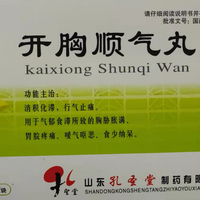 请仔细阅读说明书并
批准文号：国
开胸顺气丸
kaixiong Shunqi Wan
功能主治：
消积化滞，行气止痛。
用于气郁食滞所致的胸胁胀满、
胃脘疼痛、嗳气呕恶、食少纳呆。
孔圣堂
山东孔圣堂制药有限
SHANDONGKONGSHENGTANGZHIYAOYOUXIA